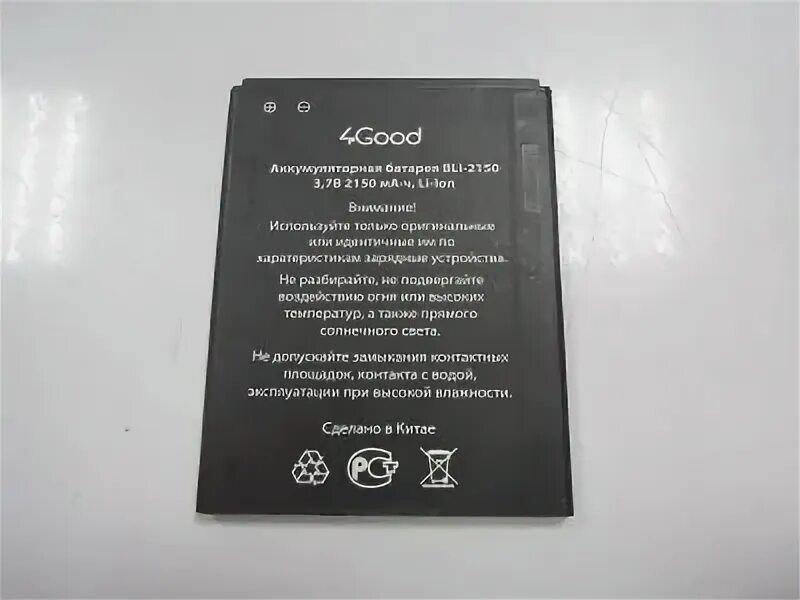 4Good
Аккумуляторная батарея BLI-2150
3,7В 2150 мА·ч, Li-Ion
Внимание!
Используйте только оригинальные
или идентичные им по
характеристикам зарядные устройства.
Не разбирайте, не подвергайте
воздействию огня или высоких
температур, а также прямого
солнечного света.
Не допускайте замыкания контактных
площадок, контакта с водой,
эксплуатации при высокой влажности.
Сделано в Китае
РСТ